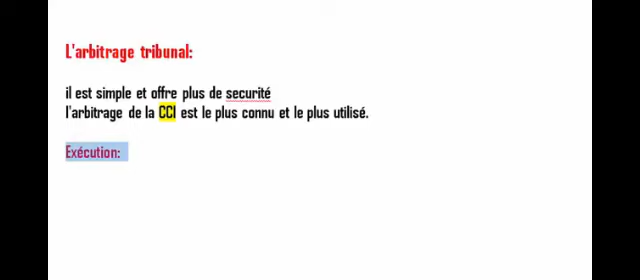 L'arbitrage tribunal:
il est simple et offre plus de securité
l'arbitrage de la CCI est le plus connu et le plus utilisé.
Exécution: